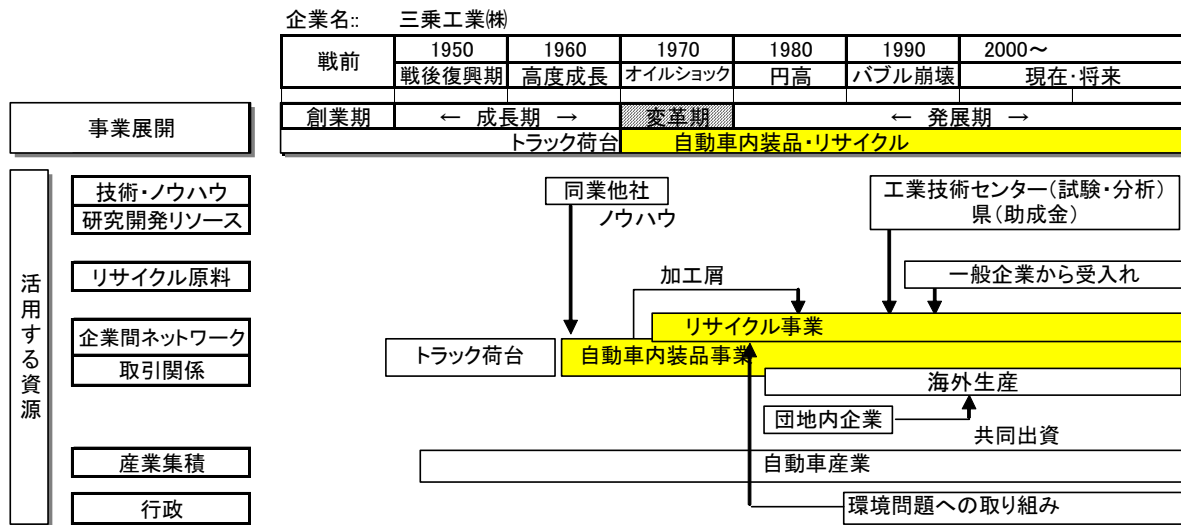 企業名:: 三乗工業㈱
戦前 1950 1960 1970 1980 1990 2000～
戦後復興期 高度成長 オイルショック 円高 バブル崩壊 現在・将来
事業展開 創業期 ← 成長期 → 変革期 ← 発展期 →
トラック荷台 自動車内装品・リサイクル
活用する資源
技術・ノウハウ
研究開発リソース
同業他社
ノウハウ
工業技術センター(試験・分析)
県(助成金)
リサイクル原料
加工屑
一般企業から受入れ
企業間ネットワーク
リサイクル事業
取引関係
トラック荷台
自動車内装品事業
海外生産
団地内企業
共同出資
産業集積
自動車産業
行政
環境問題への取り組み